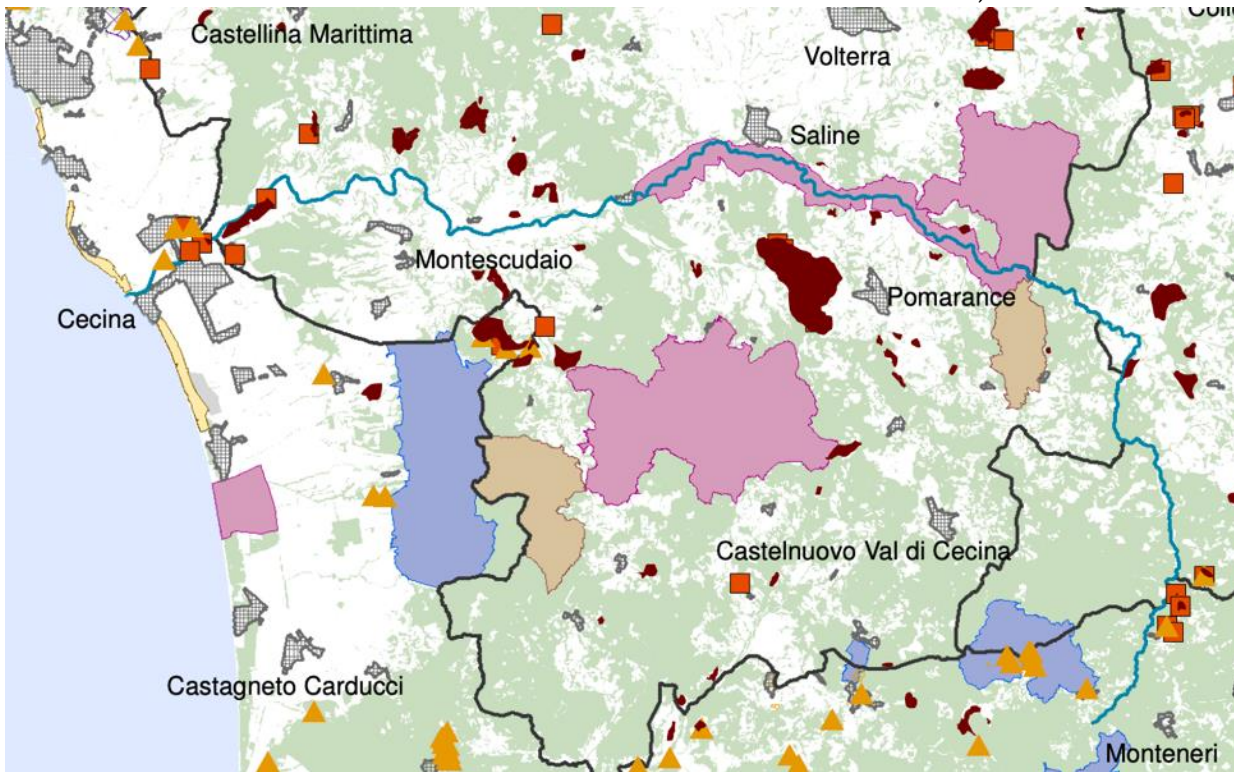 Castellina Marittima
Volterra
Saline
Montescudaio
Pomarance
Cecina
Castelnuovo Val di Cecina
Castagneto Carducci
Monteneri